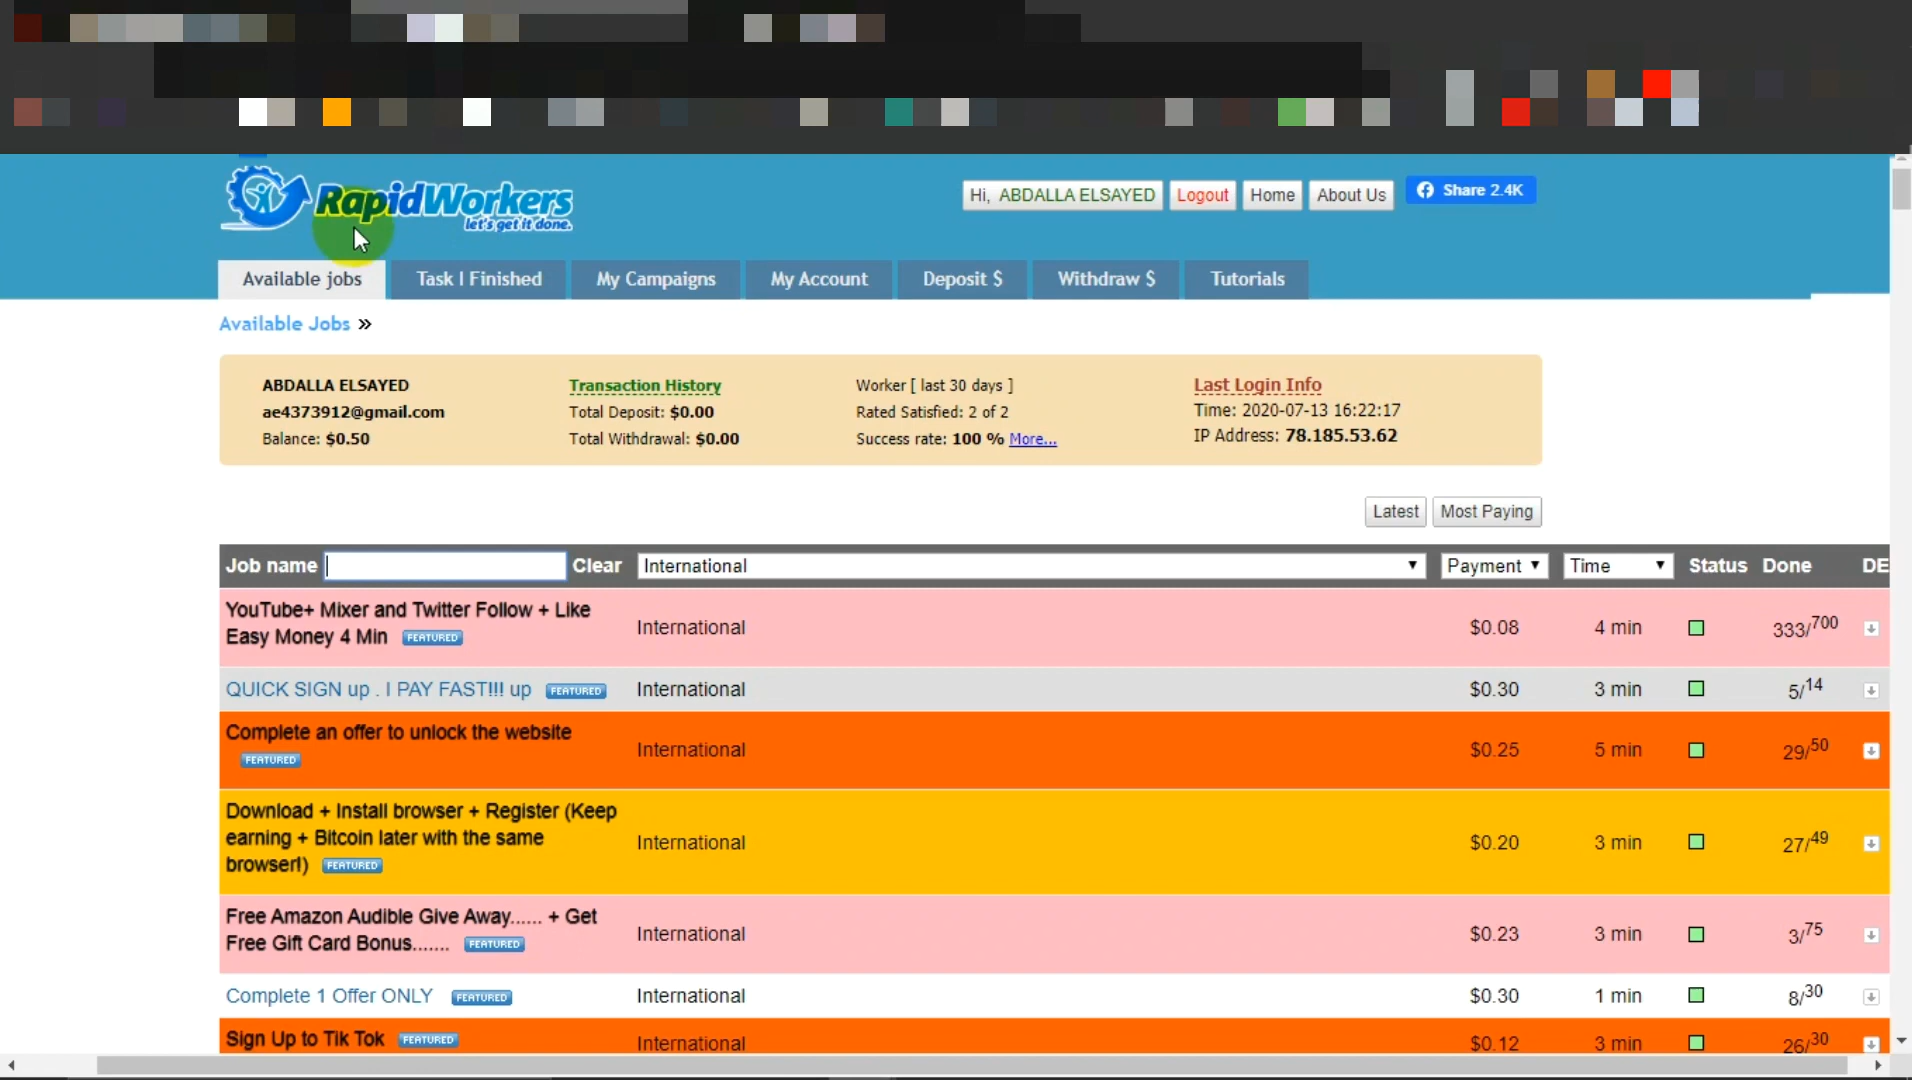 RapidWorkers
let's get it done.
Hi, ABDALLA ELSAYED
Logout
Home
About Us
Share 2.4K
Available jobs
Task I Finished
My Campaigns
My Account
Deposit $
Withdraw $
Tutorials
Available Jobs »
ABDALLA ELSAYED
ae4373912@gmail.com
Balance: $0.50
Transaction History
Total Deposit: $0.00
Total Withdrawal: $0.00
Worker [ last 30 days ]
Rated Satisfied: 2 of 2
Success rate: 100 % More...
Last Login Info
Time: 2020-07-13 16:22:17
IP Address: 78.185.53.62
Latest
Most Paying
Job name Clear International Payment Time Status Done DE
YouTube+ Mixer and Twitter Follow + Like
Easy Money 4 Min FEATURED
International $0.08 4 min 333/700
QUICK SIGN up . I PAY FAST!!! up FEATURED International $0.30 3 min 5/14
Complete an offer to unlock the website
FEATURED
International $0.25 5 min 29/50
Download + Install browser + Register (Keep
earning + Bitcoin later with the same
browser!) FEATURED
International $0.20 3 min 27/49
Free Amazon Audible Give Away...... + Get
Free Gift Card Bonus....... FEATURED
International $0.23 3 min 3/75
Complete 1 Offer ONLY FEATURED International $0.30 1 min 8/30
Sign Up to Tik Tok FEATURED International $0.12 3 min 26/30